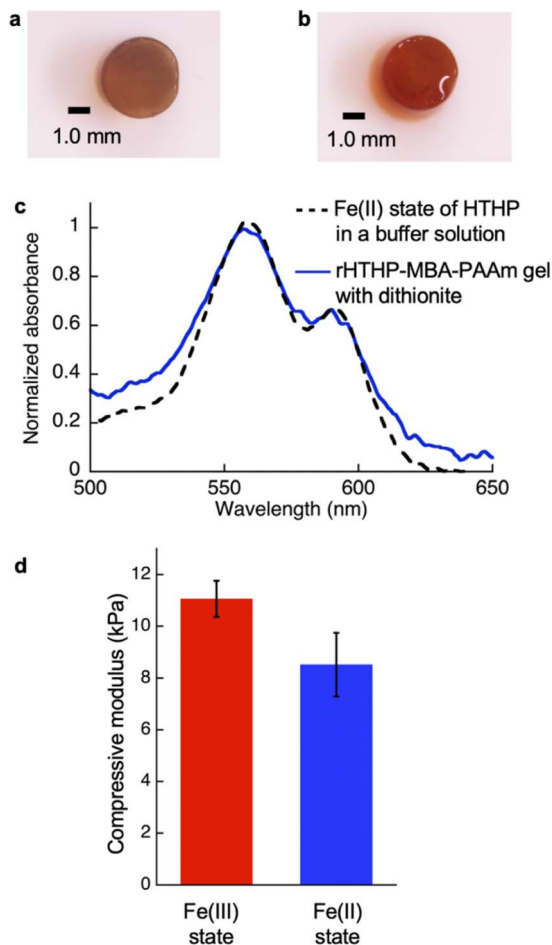 a
b
1.0 mm
1.0 mm
c
Fe(II) state of HTHP
in a buffer solution
rHTHP-MBA-PAAm gel
with dithionite
Normalized absorbance
1
0.8
0.6
0.4
0.2
0
500
550
600
650
Wavelength (nm)
d
Compressive modulus (kPa)
12
10
8
6
4
2
0
Fe(III)
state
Fe(II)
state